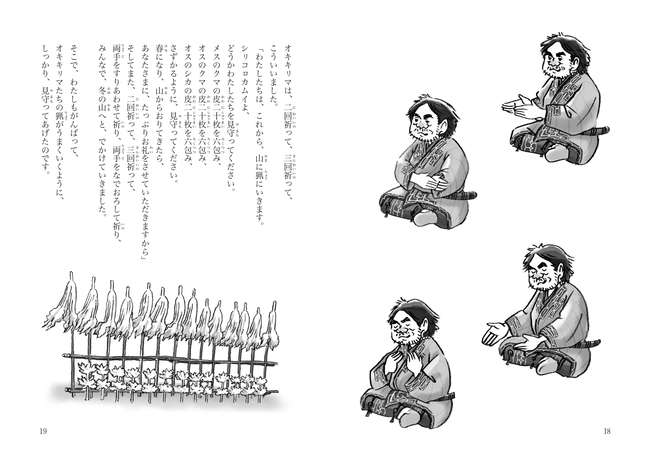 オキキリマは、二回祈って、三回祈って、
こういいました。
「わたしたちは、これから、山に猟にいきます。
シリコロカムイよ、
どうかわたしたちを見守ってください。
メスのクマの皮二十枚を六包み、
オスのクマの皮二十枚を六包み、
オスのシカの皮二十枚を六包み、
さずかるように、見守ってください。
春になり、山からおりてきたら、
あなたさまに、たっぷりお礼をさせていただきますから」
そしてまた、二回祈って、三回祈って、
両手をすりあわせて祈り、両手をなでおろして祈り、
みんなで、冬の山へと、でかけていきました。
そこで、わたしもがんばって、
オキキリマたちの猟がうまくいくように、
しっかり、見守ってあげたのです。
19
18